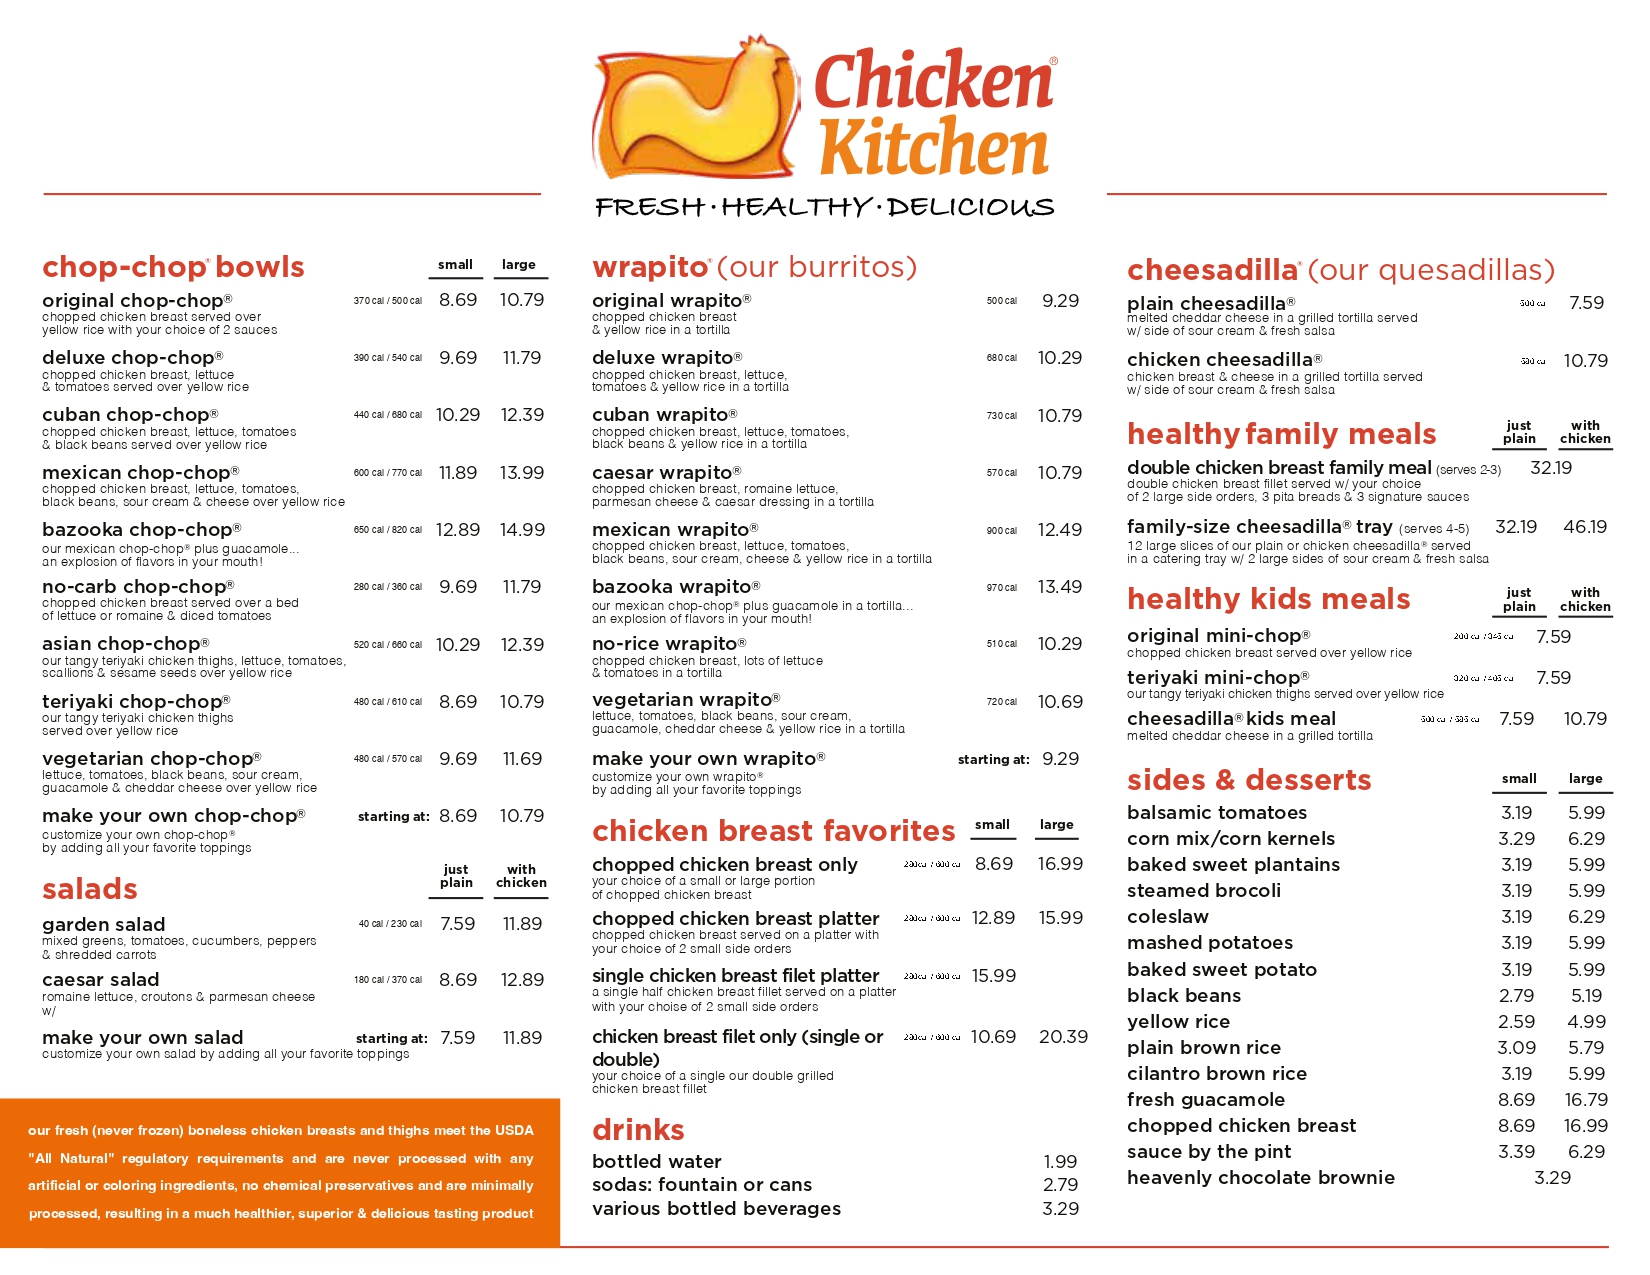 Chicken®
Kitchen
FRESH·HEALTHY·DELICIOUS
chop-chop® bowls small large
original chop-chop® 370 cal / 500 cal 8.69 10.79
chopped chicken breast served over
yellow rice with your choice of 2 sauces
deluxe chop-chop® 390 cal / 540 cal 9.69 11.79
chopped chicken breast, lettuce
& tomatoes served over yellow rice
cuban chop-chop® 440 cal / 680 cal 10.29 12.39
chopped chicken breast, lettuce, tomatoes
& black beans served over yellow rice
mexican chop-chop® 600 cal / 770 cal 11.89 13.99
chopped chicken breast, lettuce, tomatoes,
black beans, sour cream & cheese over yellow rice
bazooka chop-chop® 650 cal / 820 cal 12.89 14.99
our mexican chop-chop® plus guacamole...
an explosion of flavors in your mouth!
no-carb chop-chop® 280 cal / 360 cal 9.69 11.79
chopped chicken breast served over a bed
of lettuce or romaine & diced tomatoes
asian chop-chop® 520 cal / 660 cal 10.29 12.39
our tangy teriyaki chicken thighs, lettuce, tomatoes,
scallions & sesame seeds over yellow rice
teriyaki chop-chop® 480 cal / 610 cal 8.69 10.79
our tangy teriyaki chicken thighs
served over yellow rice
vegetarian chop-chop® 480 cal / 570 cal 9.69 11.69
lettuce, tomatoes, black beans, sour cream,
guacamole & cheddar cheese over yellow rice
make your own chop-chop® starting at: 8.69 10.79
customize your own chop-chop®
by adding all your favorite toppings
salads just plain with chicken
garden salad 40 cal / 230 cal 7.59 11.89
mixed greens, tomatoes, cucumbers, peppers
& shredded carrots
caesar salad 180 cal / 370 cal 8.69 12.89
romaine lettuce, croutons & parmesan cheese
w/
make your own salad starting at: 7.59 11.89
customize your own salad by adding all your favorite toppings
our fresh (never frozen) boneless chicken breasts and thighs meet the USDA
"All Natural" regulatory requirements and are never processed with any
artificial or coloring ingredients, no chemical preservatives and are minimally
processed, resulting in a much healthier, superior & delicious tasting product
wrapito® (our burritos)
original wrapito® 500 cal 9.29
chopped chicken breast
& yellow rice in a tortilla
deluxe wrapito® 680 cal 10.29
chopped chicken breast, lettuce,
tomatoes & yellow rice in a tortilla
cuban wrapito® 730 cal 10.79
chopped chicken breast, lettuce, tomatoes,
black beans & yellow rice in a tortilla
caesar wrapito® 570 cal 10.79
chopped chicken breast, romaine lettuce,
parmesan cheese & caesar dressing in a tortilla
mexican wrapito® 900 cal 12.49
chopped chicken breast, lettuce, tomatoes,
black beans, sour cream, cheese & yellow rice in a tortilla
bazooka wrapito® 970 cal 13.49
our mexican chop-chop® plus guacamole in a tortilla...
an explosion of flavors in your mouth!
no-rice wrapito® 510 cal 10.29
chopped chicken breast, lots of lettuce
& tomatoes in a tortilla
vegetarian wrapito® 720 cal 10.69
lettuce, tomatoes, black beans, sour cream,
guacamole, cheddar cheese & yellow rice in a tortilla
make your own wrapito® starting at: 9.29
customize your own wrapito®
by adding all your favorite toppings
chicken breast favorites small large
chopped chicken breast only 8.69 16.99
your choice of a small or large portion
of chopped chicken breast
chopped chicken breast platter 12.89 15.99
chopped chicken breast served on a platter with
your choice of 2 small side orders
single chicken breast filet platter 15.99
a single half chicken breast fillet served on a platter
with your choise of 2 small side orders
chicken breast filet only (single or 10.69 20.39
double)
your choice of a single our double grilled
chicken breast fillet
drinks
bottled water 1.99
sodas: fountain or cans 2.79
various bottled beverages 3.29
cheesadilla® (our quesadillas)
plain cheesadilla® 7.59
melted cheddar cheese in a grilled tortilla served
w/ side of sour cream & fresh salsa
chicken cheesadilla® 10.79
chicken breast & cheese in a grilled tortilla served
w/ side of sour cream & fresh salsa
healthy family meals just plain with chicken
double chicken breast family meal (serves 2-3) 32.19
double chicken breast fillet served w/ your choice
of 2 large side orders, 3 pita breads & 3 signature sauces
family-size cheesadilla® tray (serves 4-5) 32.19 46.19
12 large slices of our plain or chicken cheesadilla® served
in a catering tray w/ 2 large sides of sour cream & fresh salsa
healthy kids meals just plain with chicken
original mini-chop® 7.59
chopped chicken breast served over yellow rice
teriyaki mini-chop® 7.59
our tangy teriyaki chicken thighs served over yellow rice
cheesadilla® kids meal 7.59 10.79
melted cheddar cheese in a grilled tortilla
sides & desserts small large
balsamic tomatoes 3.19 5.99
corn mix/corn kernels 3.29 6.29
baked sweet plantains 3.19 5.99
steamed brocoli 3.19 5.99
coleslaw 3.19 6.29
mashed potatoes 3.19 5.99
baked sweet potato 3.19 5.99
black beans 2.79 5.19
yellow rice 2.59 4.99
plain brown rice 3.09 5.79
cilantro brown rice 3.19 5.99
fresh guacamole 8.69 16.79
chopped chicken breast 8.69 16.99
sauce by the pint 3.39 6.29
heavenly chocolate brownie 3.29